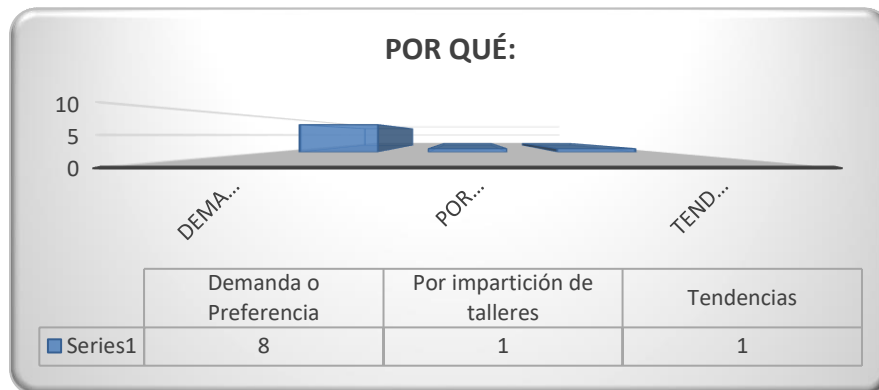 POR QUÉ:
10
5
0
DEMA...
POR...
TEND...
Demanda o
Preferencia
Por impartición de
talleres
Tendencias
Series1
8
1
1